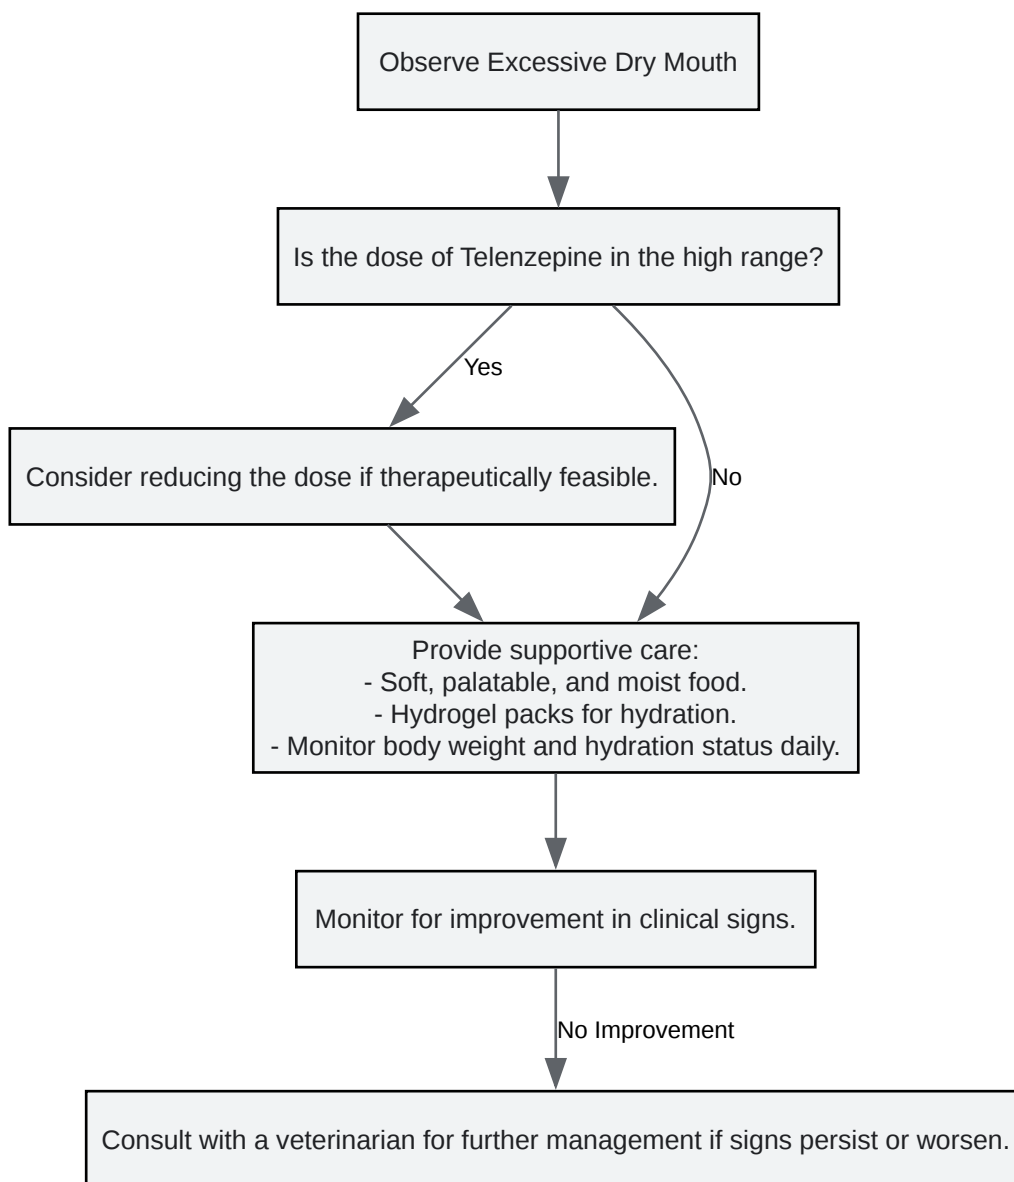 Observe Excessive Dry Mouth
Is the dose of Telenzepine in the high range?
Yes
Consider reducing the dose if therapeutically feasible.
No
Provide supportive care:
- Soft, palatable, and moist food.
- Hydrogel packs for hydration.
- Monitor body weight and hydration status daily.
Monitor for improvement in clinical signs.
No Improvement
Consult with a veterinarian for further management if signs persist or worsen.